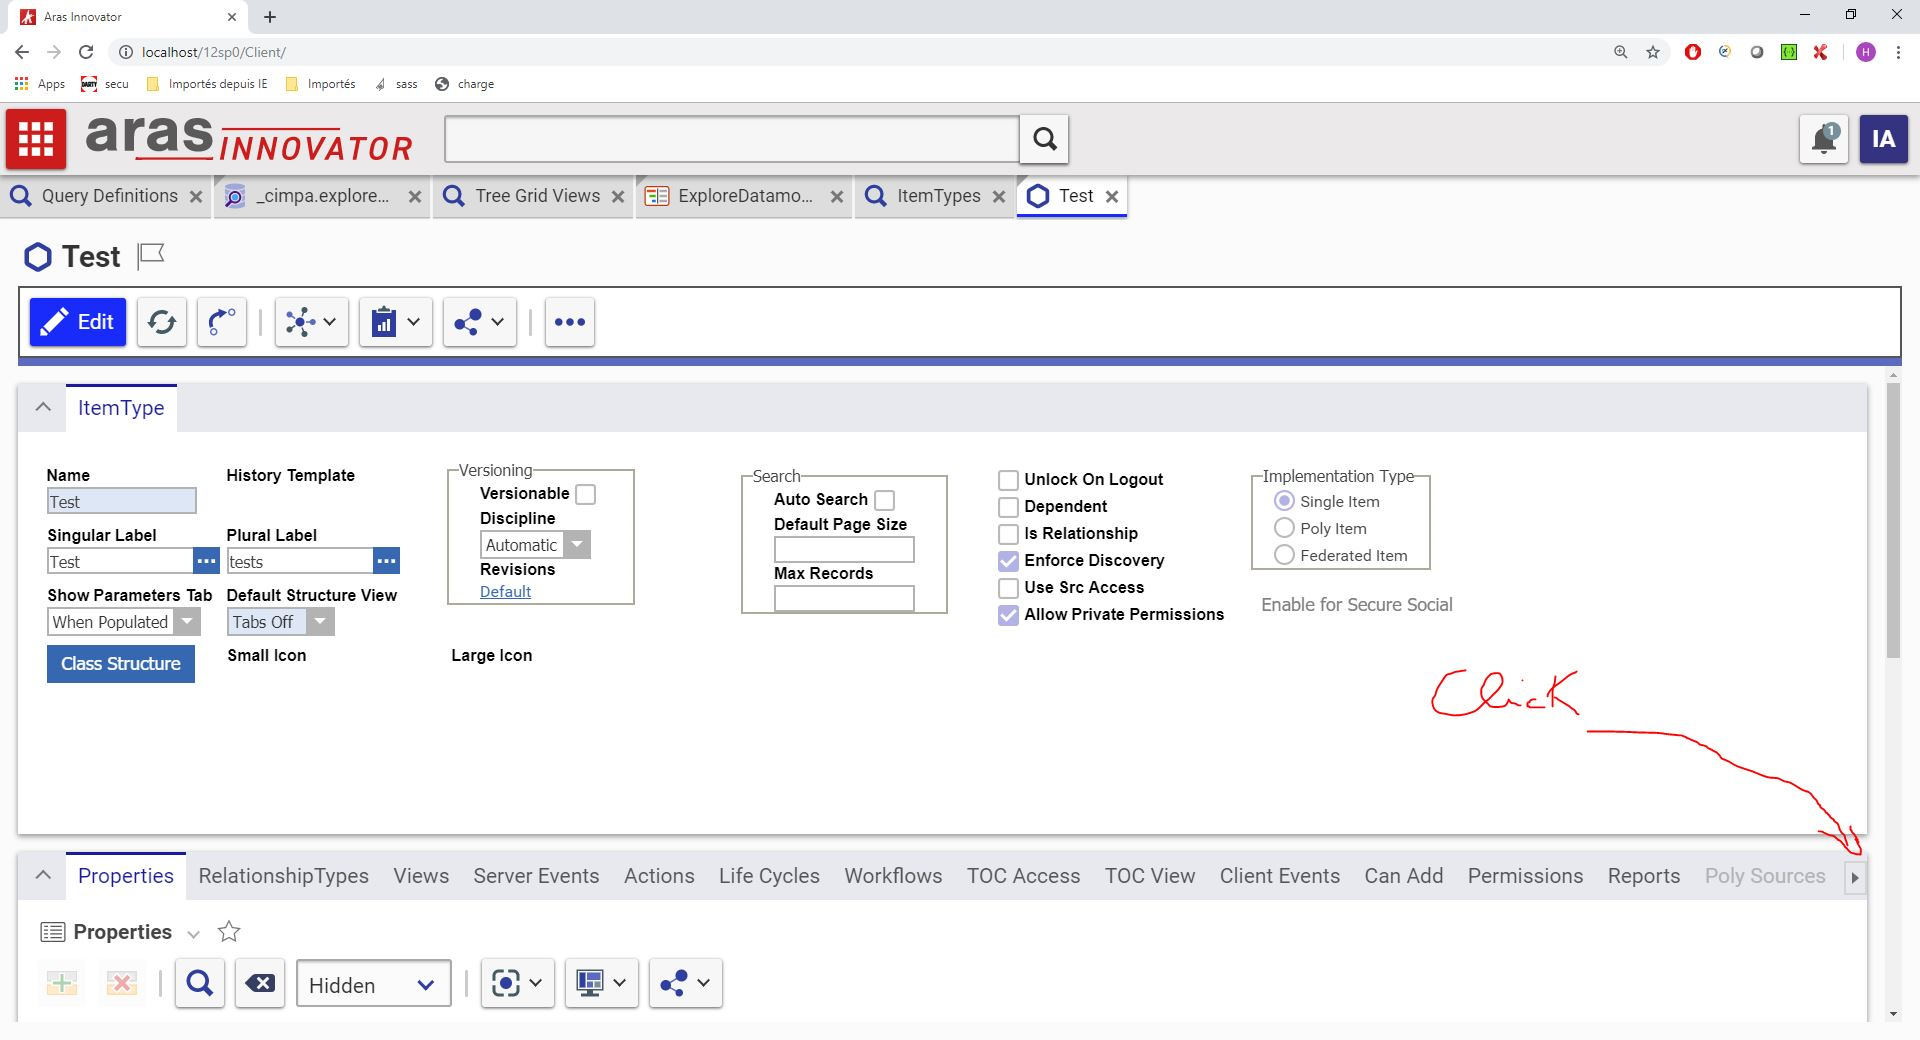 Aras Innovator
localhost/12sp0/Client/
H
Apps DARTY secu Importés depuis IE Importés sass charge
aras INNOVATOR 1 IA
Query Definitions _cimpa.explore... Tree Grid Views ExploreDatamo... ItemTypes Test
Test
Edit
ItemType
Name History Template Versioning Search Unlock On Logout Implementation Type
Test Versionable Auto Search Dependent Single Item
Singular Label Plural Label Discipline Default Page Size Is Relationship Poly Item
Test ... tests ... Automatic Enforce Discovery Federated Item
Show Parameters Tab Default Structure View Revisions Max Records Use Src Access
When Populated Tabs Off Default Allow Private Permissions Enable for Secure Social
Class Structure Small Icon Large Icon
Click
Properties RelationshipTypes Views Server Events Actions Life Cycles Workflows TOC Access TOC View Client Events Can Add Permissions Reports Poly Sources
Properties
Hidden